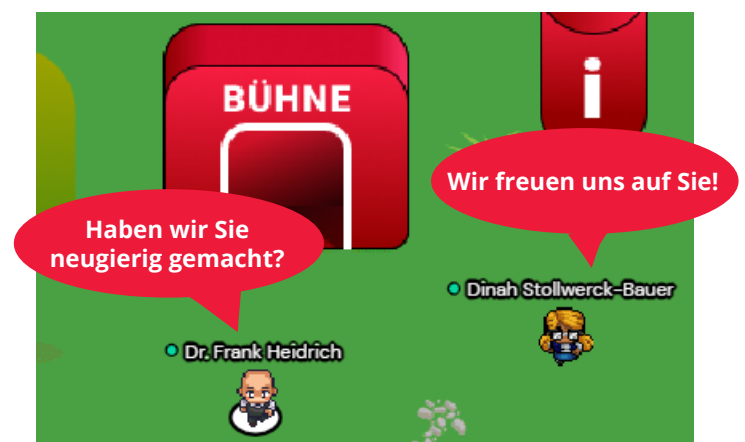 BÜHNE
i
Wir freuen uns auf Sie!
Haben wir Sie
neugierig gemacht?
Dinah Stollwerck-Bauer
Dr. Frank Heidrich